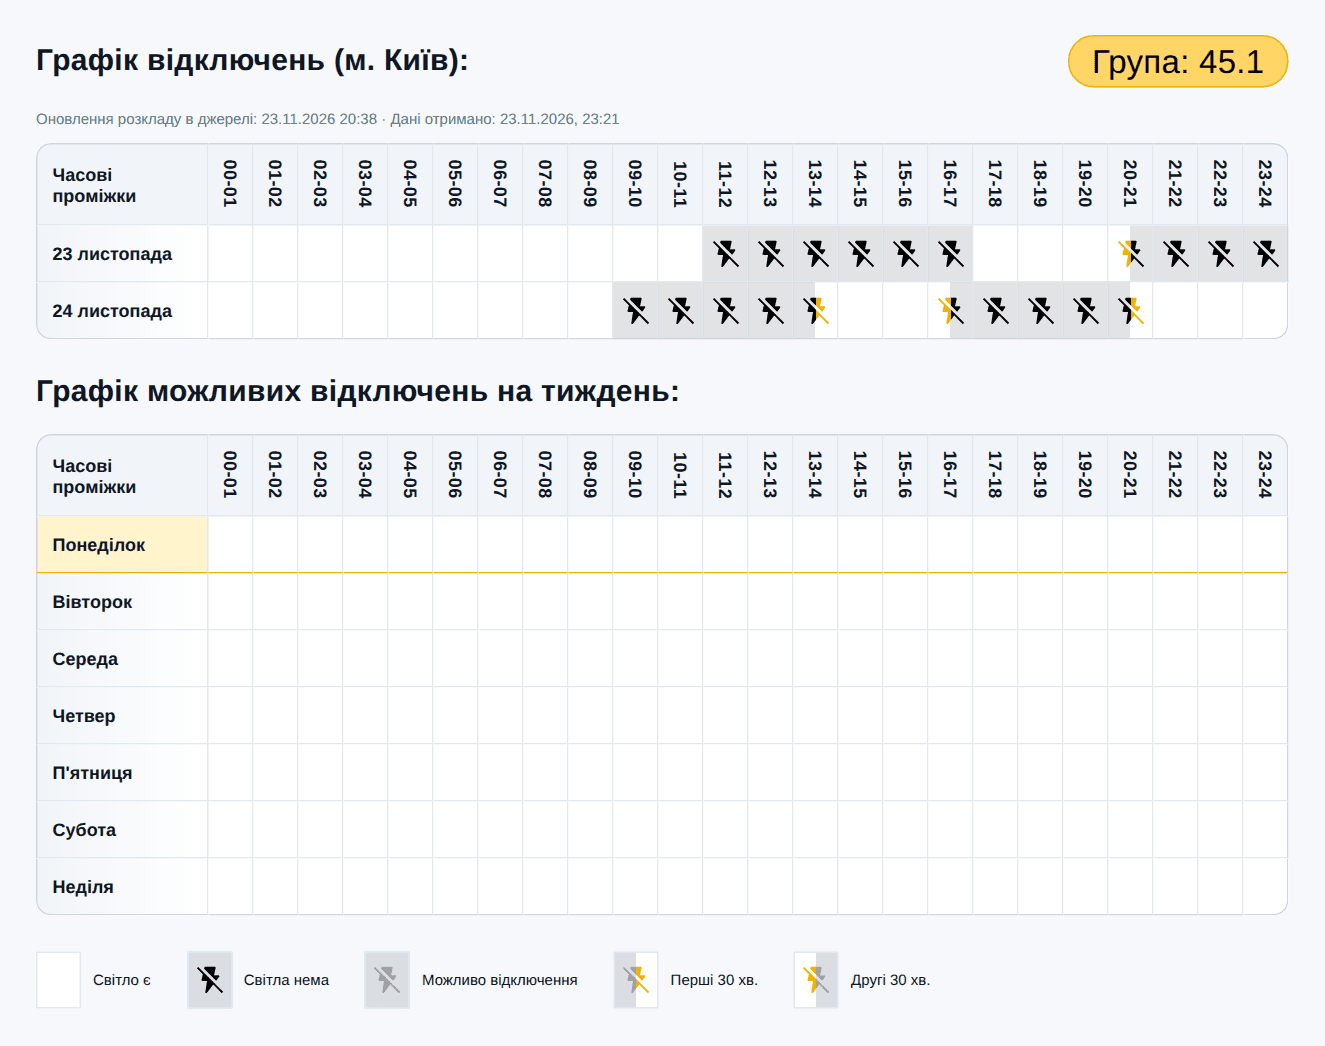 Графік відключень (м. Київ):
Група: 45.1
Оновлення розкладу в джерелі: 23.11.2026 20:38 · Дані отримано: 23.11.2026, 23:21
Часові
проміжки
00-01 01-02 02-03 03-04 04-05 05-06 06-07 07-08 08-09 09-10 10-11 11-12 12-13 13-14 14-15 15-16 16-17 17-18 18-19 19-20 20-21 21-22 22-23 23-24
23 листопада
24 листопада
Графік можливих відключень на тиждень:
Часові
проміжки
00-01 01-02 02-03 03-04 04-05 05-06 06-07 07-08 08-09 09-10 10-11 11-12 12-13 13-14 14-15 15-16 16-17 17-18 18-19 19-20 20-21 21-22 22-23 23-24
Понеділок
Вівторок
Середа
Четвер
П'ятниця
Субота
Неділя
Світло є Світла нема Можливо відключення Перші 30 хв. Другі 30 хв.